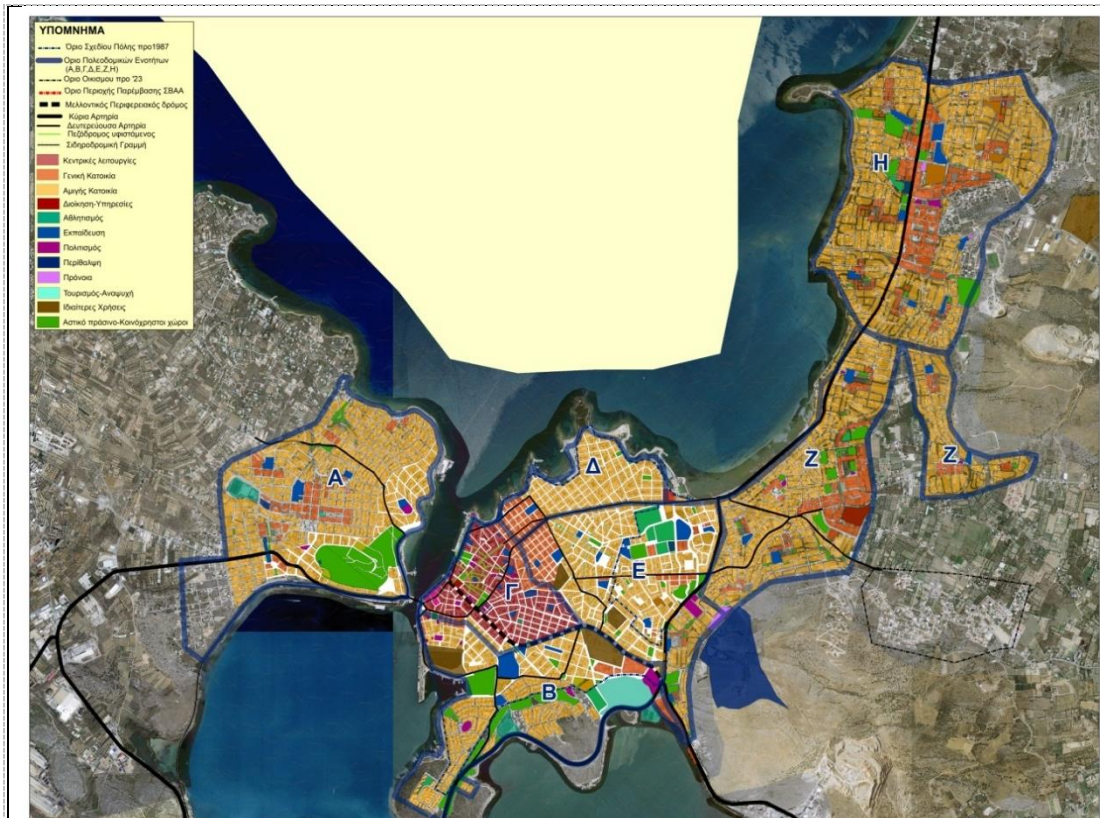 ΥΠΟΜΝΗΜΑ
Όριο Σχεδίου Πόλης προ1987
Όριο Πολεοδομικών Ενοτήτων
(Α,Β,Γ,Δ,Ε,Ζ,Η)
Όριο Οικισμου προ '23
Όριο Περιοχής Παρέμβασης ΣΒΑΑ
Μελλοντικός Περιφερειακός δρόμος
Κύρια Αρτηρία
Δευτερεύουσα Αρτηρία
Πεζόδρομος υφιστάμενος
Σιδηροδρομική Γραμμή
Κεντρικές λειτουργίες
Γενική Κατοικία
Αμιγής Κατοικία
Διοίκηση-Υπηρεσίες
Αθλητισμός
Εκπαίδευση
Πολιτισμός
Περίθαλψη
Πρόνοια
Τουρισμός-Αναψυχή
Ιδιαίτερες Χρήσεις
Αστικό πράσινο-Κοινόχρηστοι χώροι
Η
Ζ
Ζ
Δ
Α
Ε
Γ
Β